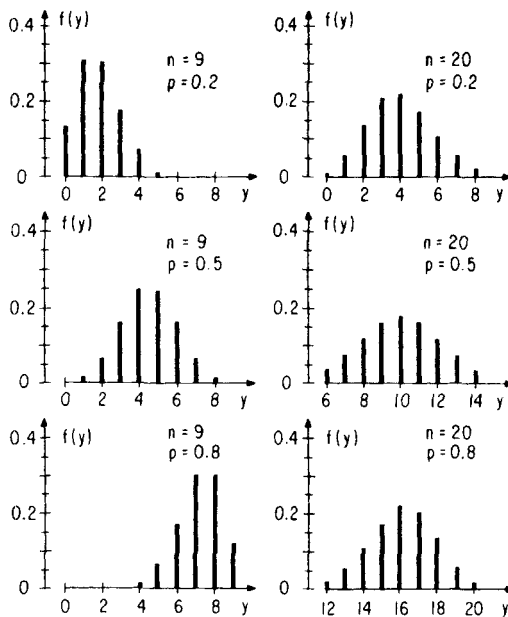 f(y)
0.4
0.2
0
n = 9
p = 0.2
0 2 4 6 8 y
f(y)
0.4
0.2
0
n = 20
p = 0.2
0 2 4 6 8 y
f(y)
0.4
0.2
0
n = 9
p = 0.5
0 2 4 6 8 y
f(y)
0.4
0.2
0
n = 20
p = 0.5
6 8 10 12 14 y
f(y)
0.4
0.2
0
n = 9
p = 0.8
0 2 4 6 8 y
f(y)
0.4
0.2
0
n = 20
p = 0.8
12 14 16 18 20 y